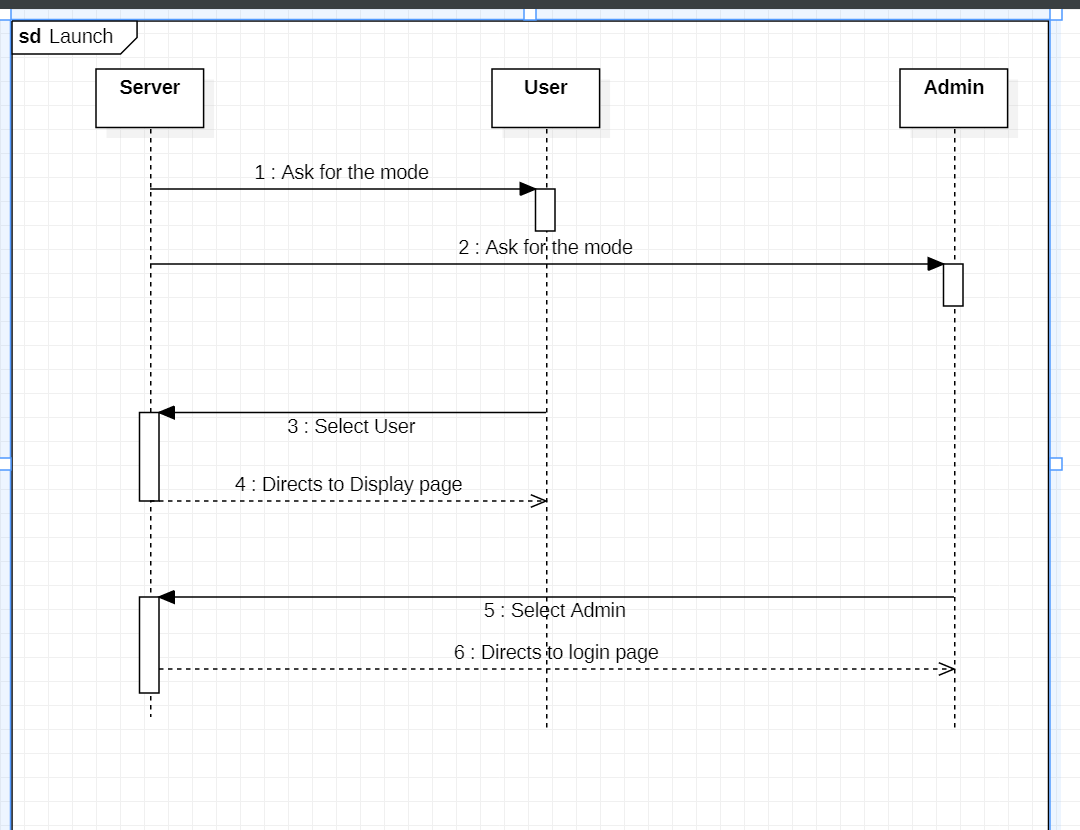 sd Launch
Server
User
Admin
1 : Ask for the mode
2 : Ask for the mode
3 : Select User
4 : Directs to Display page
5 : Select Admin
6 : Directs to login page